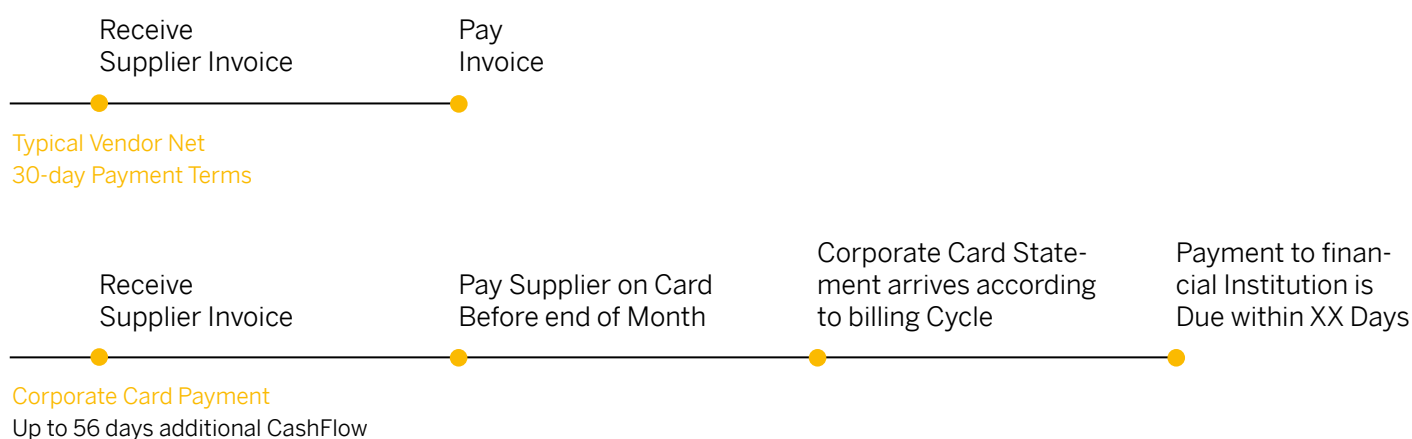 Receive
Supplier Invoice
Pay
Invoice
Typical Vendor Net
30-day Payment Terms
Receive
Supplier Invoice
Pay Supplier on Card
Before end of Month
Corporate Card State-
ment arrives according
to billing Cycle
Payment to finan-
cial Institution is
Due within XX Days
Corporate Card Payment
Up to 56 days additional CashFlow